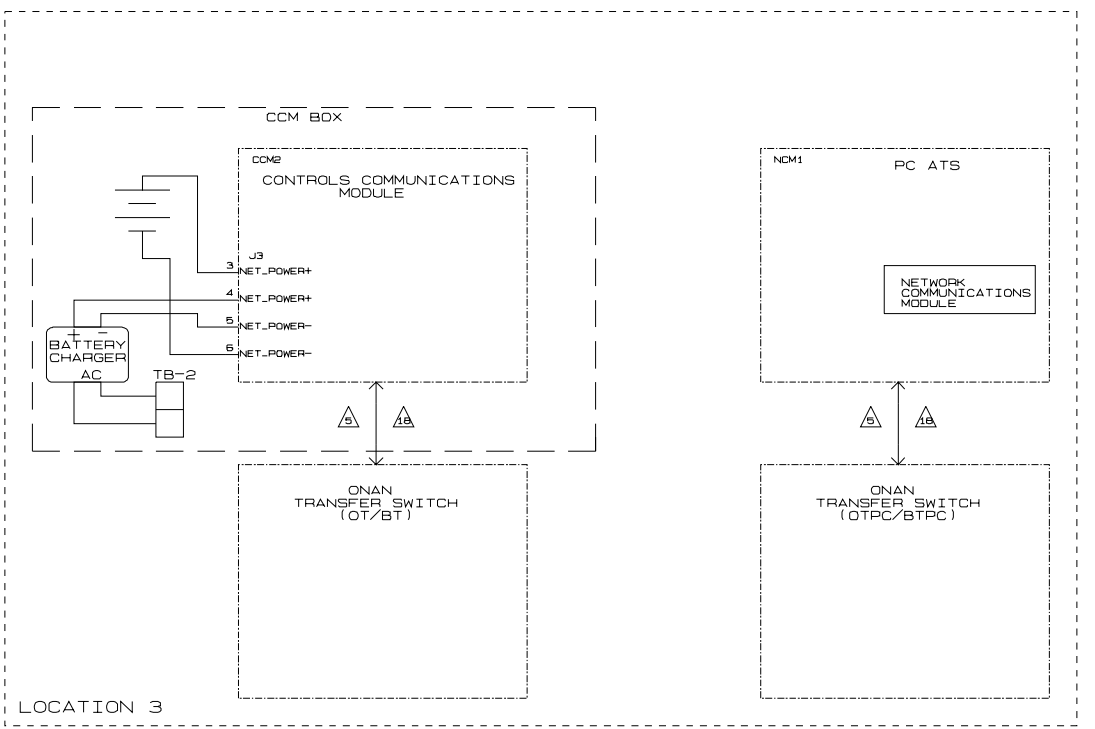 CCM BOX
CCM2
CONTROLS COMMUNICATIONS
MODULE
J3
3 NET_POWER+
4 NET_POWER+
5 NET_POWER-
6 NET_POWER-
+ -
BATTERY
CHARGER
AC
TB-2
5
18
ONAN
TRANSFER SWITCH
(OT/BT)
NCM1
PC ATS
NETWORK
COMMUNICATIONS
MODULE
5
18
ONAN
TRANSFER SWITCH
(OTPC/BTPC)
LOCATION 3